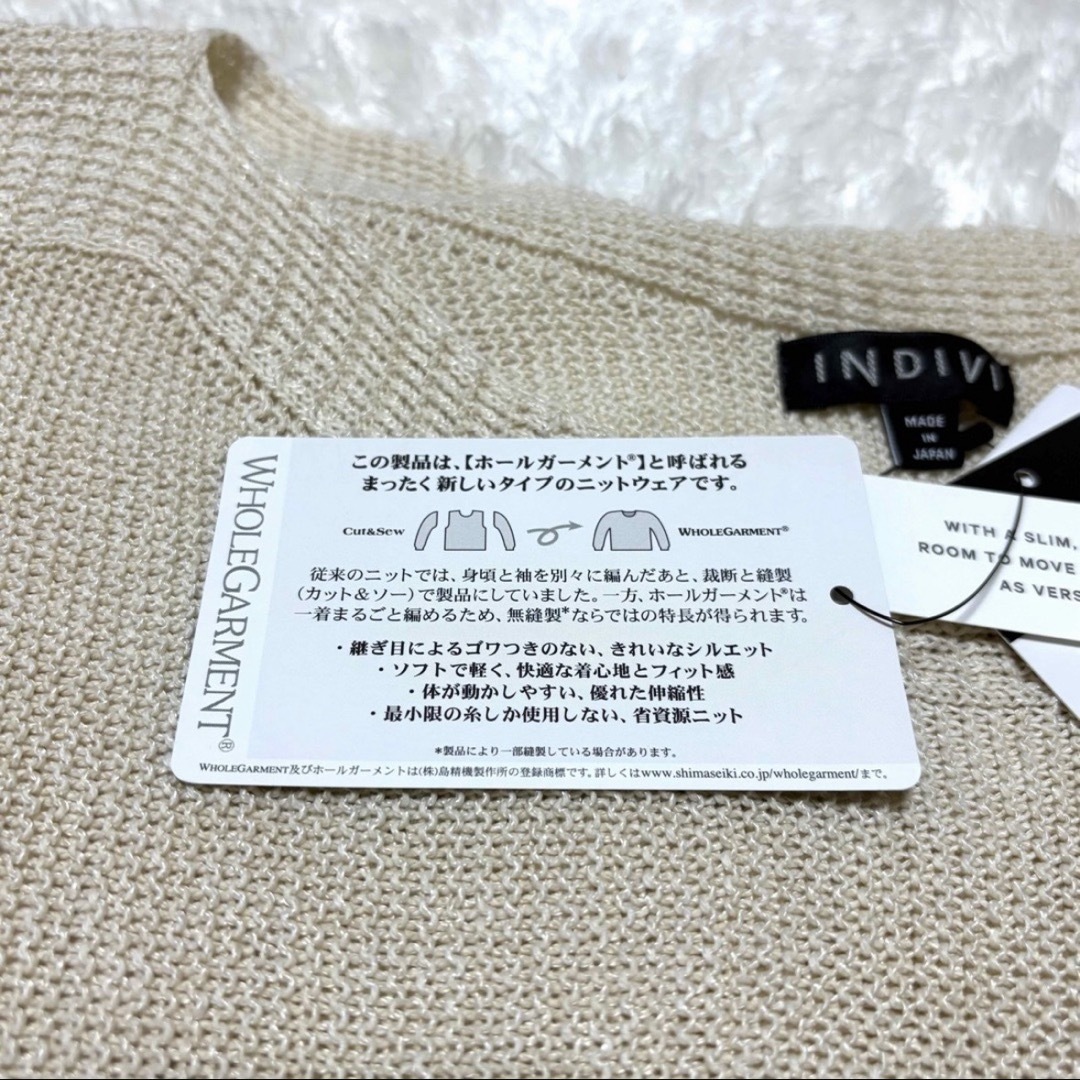 INDIVI
MADE
IN
JAPAN
WHOLEGARMENT®
この製品は、【ホールガーメント®】と呼ばれる
まったく新しいタイプのニットウェアです。
Cut&Sew
WHOLEGARMENT®
従来のニットでは、身頃と袖を別々に編んだあと、裁断と縫製
（カット＆ソー）で製品にしていました。一方、ホールガーメント®は
一着まるごと編めるため、無縫製*ならではの特長が得られます。
・継ぎ目によるゴワつきのない、きれいなシルエット
・ソフトで軽く、快適な着心地とフィット感
・体が動かしやすい、優れた伸縮性
・最小限の糸しか使用しない、省資源ニット
*製品により一部縫製している場合があります。
WHOLEGARMENT及びホールガーメントは(株)島精機製作所の登録商標です。詳しくはwww.shimaseiki.co.jp/wholegarment/まで。
WITH A SLIM,
ROOM TO MOVE
AS VERS